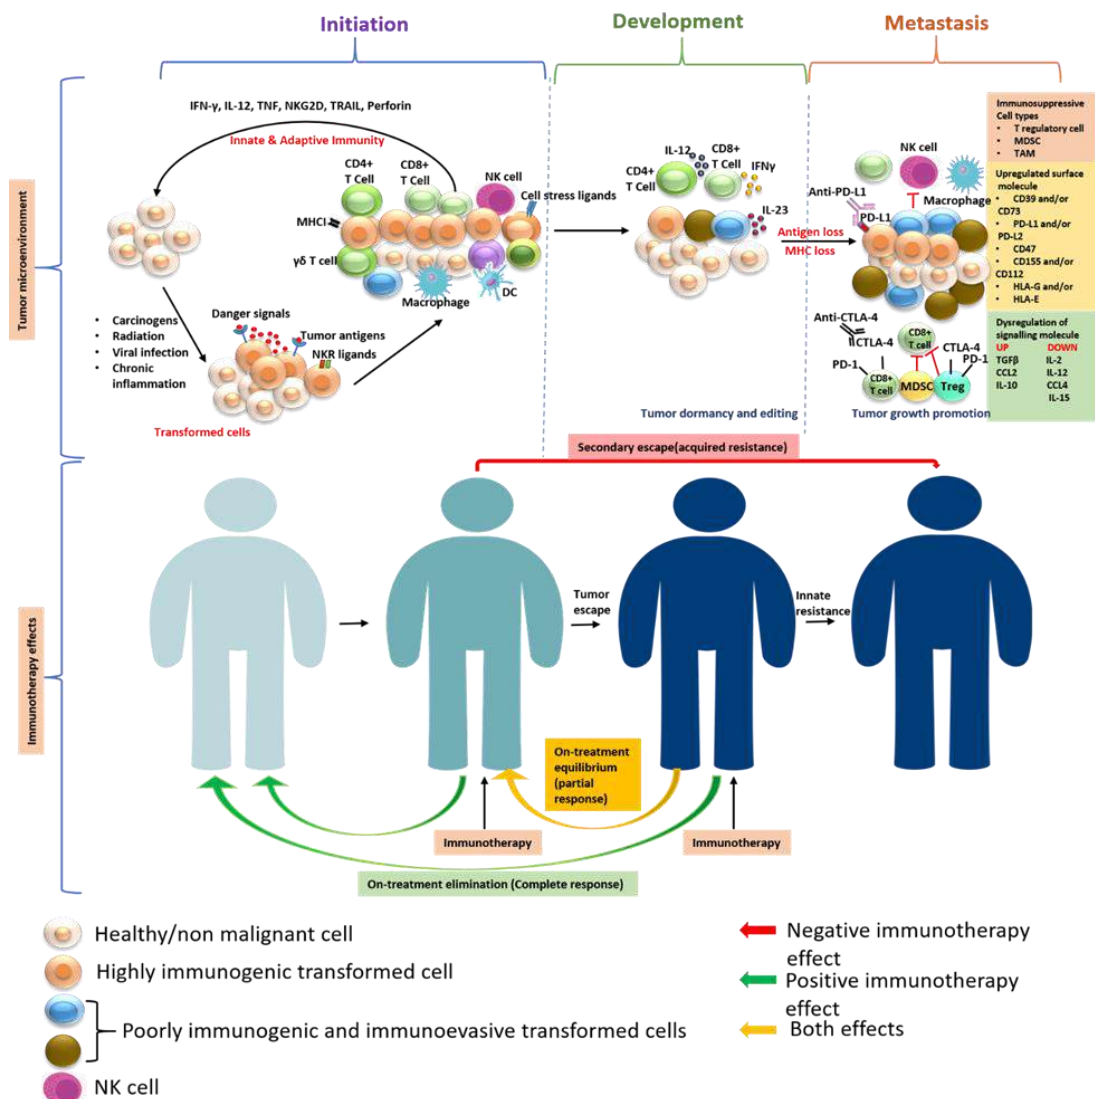 Initiation
Development
Metastasis
Tumor microenvironment
IFN-γ, IL-12, TNF, NKG2D, TRAIL, Perforin
Innate & Adaptive Immunity
CD4+
T Cell
CD8+
T Cell
NK cell
Cell stress ligands
MHCI
γδ T cell
Macrophage
DC
• Carcinogens
• Radiation
• Viral infection
• Chronic
inflammation
Danger signals
Tumor antigens
NKR ligands
Transformed cells
IL-12
CD8+
T Cell
CD4+
T Cell
IFNγ
IL-23
Antigen loss
MHC loss
Tumor dormancy and editing
NK cell
Macrophage
Anti-PD-L1
PD-L1
Anti-CTLA-4
CTLA-4
PD-1
CD8+
T cell
CD8+
T cell
MDSC
Treg
CTLA-4
PD-1
Tumor growth promotion
Immunosuppressive
Cell types
• T regulatory cell
• MDSC
• TAM
Upregulated surface
molecule
• CD39 and/or
CD73
• PD-L1 and/or
PD-L2
• CD47
• CD155 and/or
CD112
• HLA-G and/or
• HLA-E
Dysregulation of
signalling molecule
UP DOWN
TGFβ IL-2
CCL2 IL-12
IL-10 CCL4
IL-15
Secondary escape(acquired resistance)
Immunotherapy effects
Tumor
escape
Innate
resistance
On-treatment
equilibrium
(partial
response)
Immunotherapy
Immunotherapy
On-treatment elimination (Complete response)
Healthy/non malignant cell
Highly immunogenic transformed cell
Poorly immunogenic and immunoevasive transformed cells
NK cell
Negative immunotherapy
effect
Positive immunotherapy
effect
Both effects